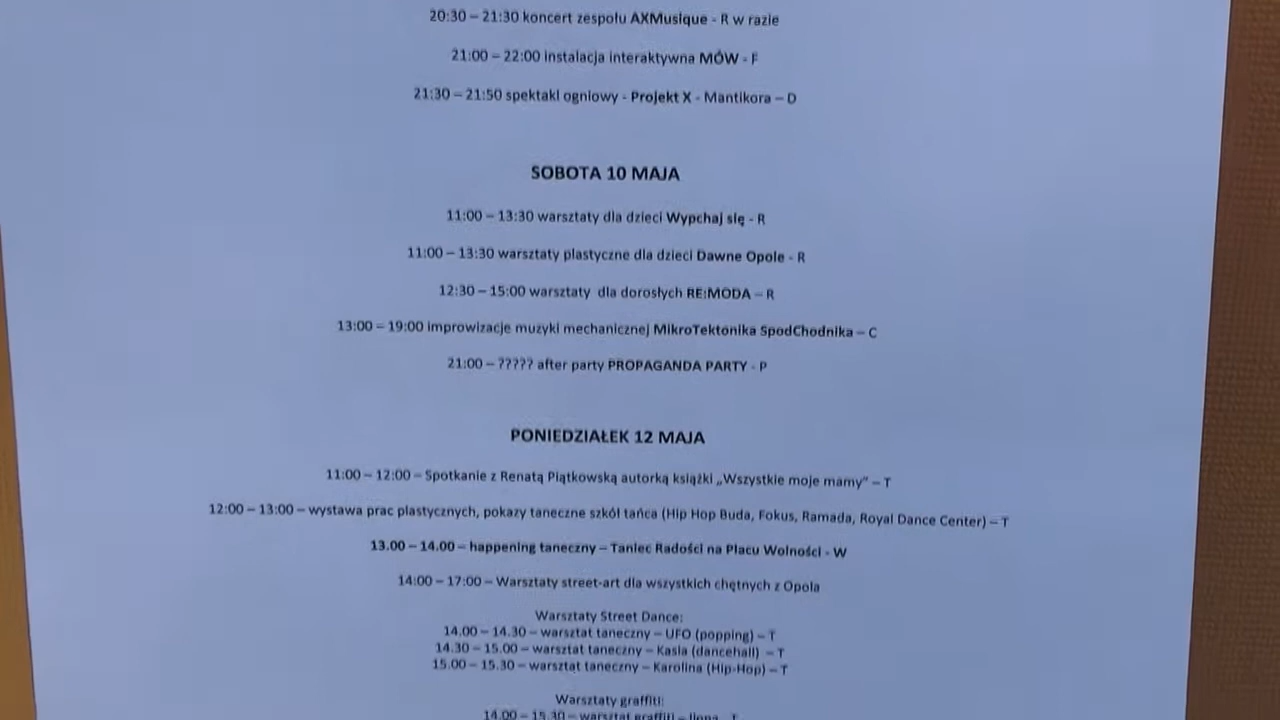 20:30 – 21:30 koncert zespołu AXMusique - R w razie
21:00 – 22:00 instalacja interaktywna MÓW - F
21:30 – 21:50 spektakl ogniowy - Projekt X - Mantikora – D
SOBOTA 10 MAJA
11:00 – 13:30 warsztaty dla dzieci Wypchaj się - R
11:00 – 13:30 warsztaty plastyczne dla dzieci Dawne Opole - R
12:30 – 15:00 warsztaty dla dorosłych RE:MODA – R
13:00 – 19:00 improwizacje muzyki mechanicznej MikroTektonika SpodChodnika – C
21:00 – ????? after party PROPAGANDA PARTY - P
PONIEDZIAŁEK 12 MAJA
11:00 – 12:00 – Spotkanie z Renatą Piątkowską autorką książki „Wszystkie moje mamy” – T
12:00 – 13:00 – wystawa prac plastycznych, pokazy taneczne szkół tańca (Hip Hop Buda, Fokus, Ramada, Royal Dance Center) – T
13.00 – 14.00 – happening taneczny – Taniec Radości na Placu Wolności - W
14:00 – 17:00 – Warsztaty street-art dla wszystkich chętnych z Opola
Warsztaty Street Dance:
14.00 – 14.30 – warsztat taneczny – UFO (popping) – T
14.30 – 15.00 – warsztat taneczny – Kasia (dancehall) – T
15.00 – 15.30 – warsztat taneczny – Karolina (Hip-Hop) – T
Warsztaty graffiti:
14.00 – 15.30 – warsztat graffiti – Ilona T